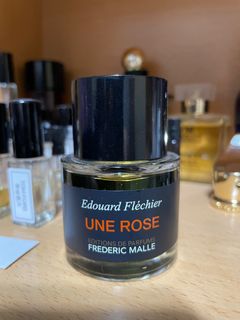 Edouard Fléchier
UNE ROSE
EDITIONS DE PARFUMS
FREDERIC MALLE